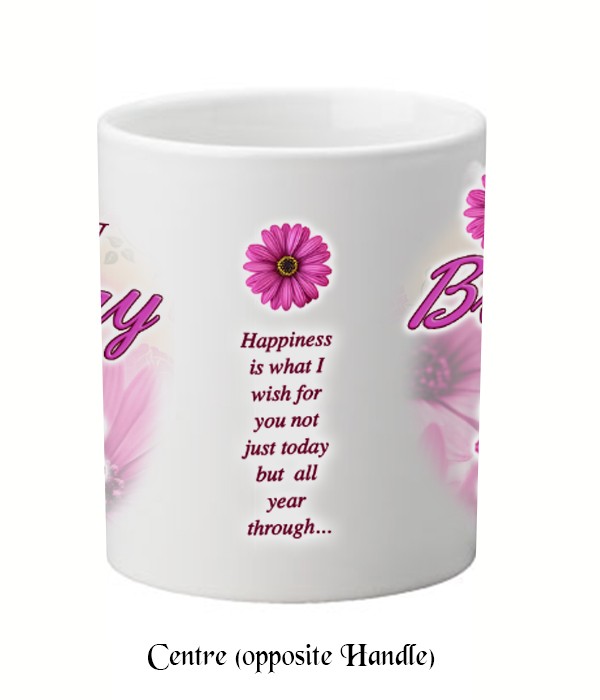 Happiness
is what I
wish for
you not
just today
but all
year
through...
Centre (opposite Handle)